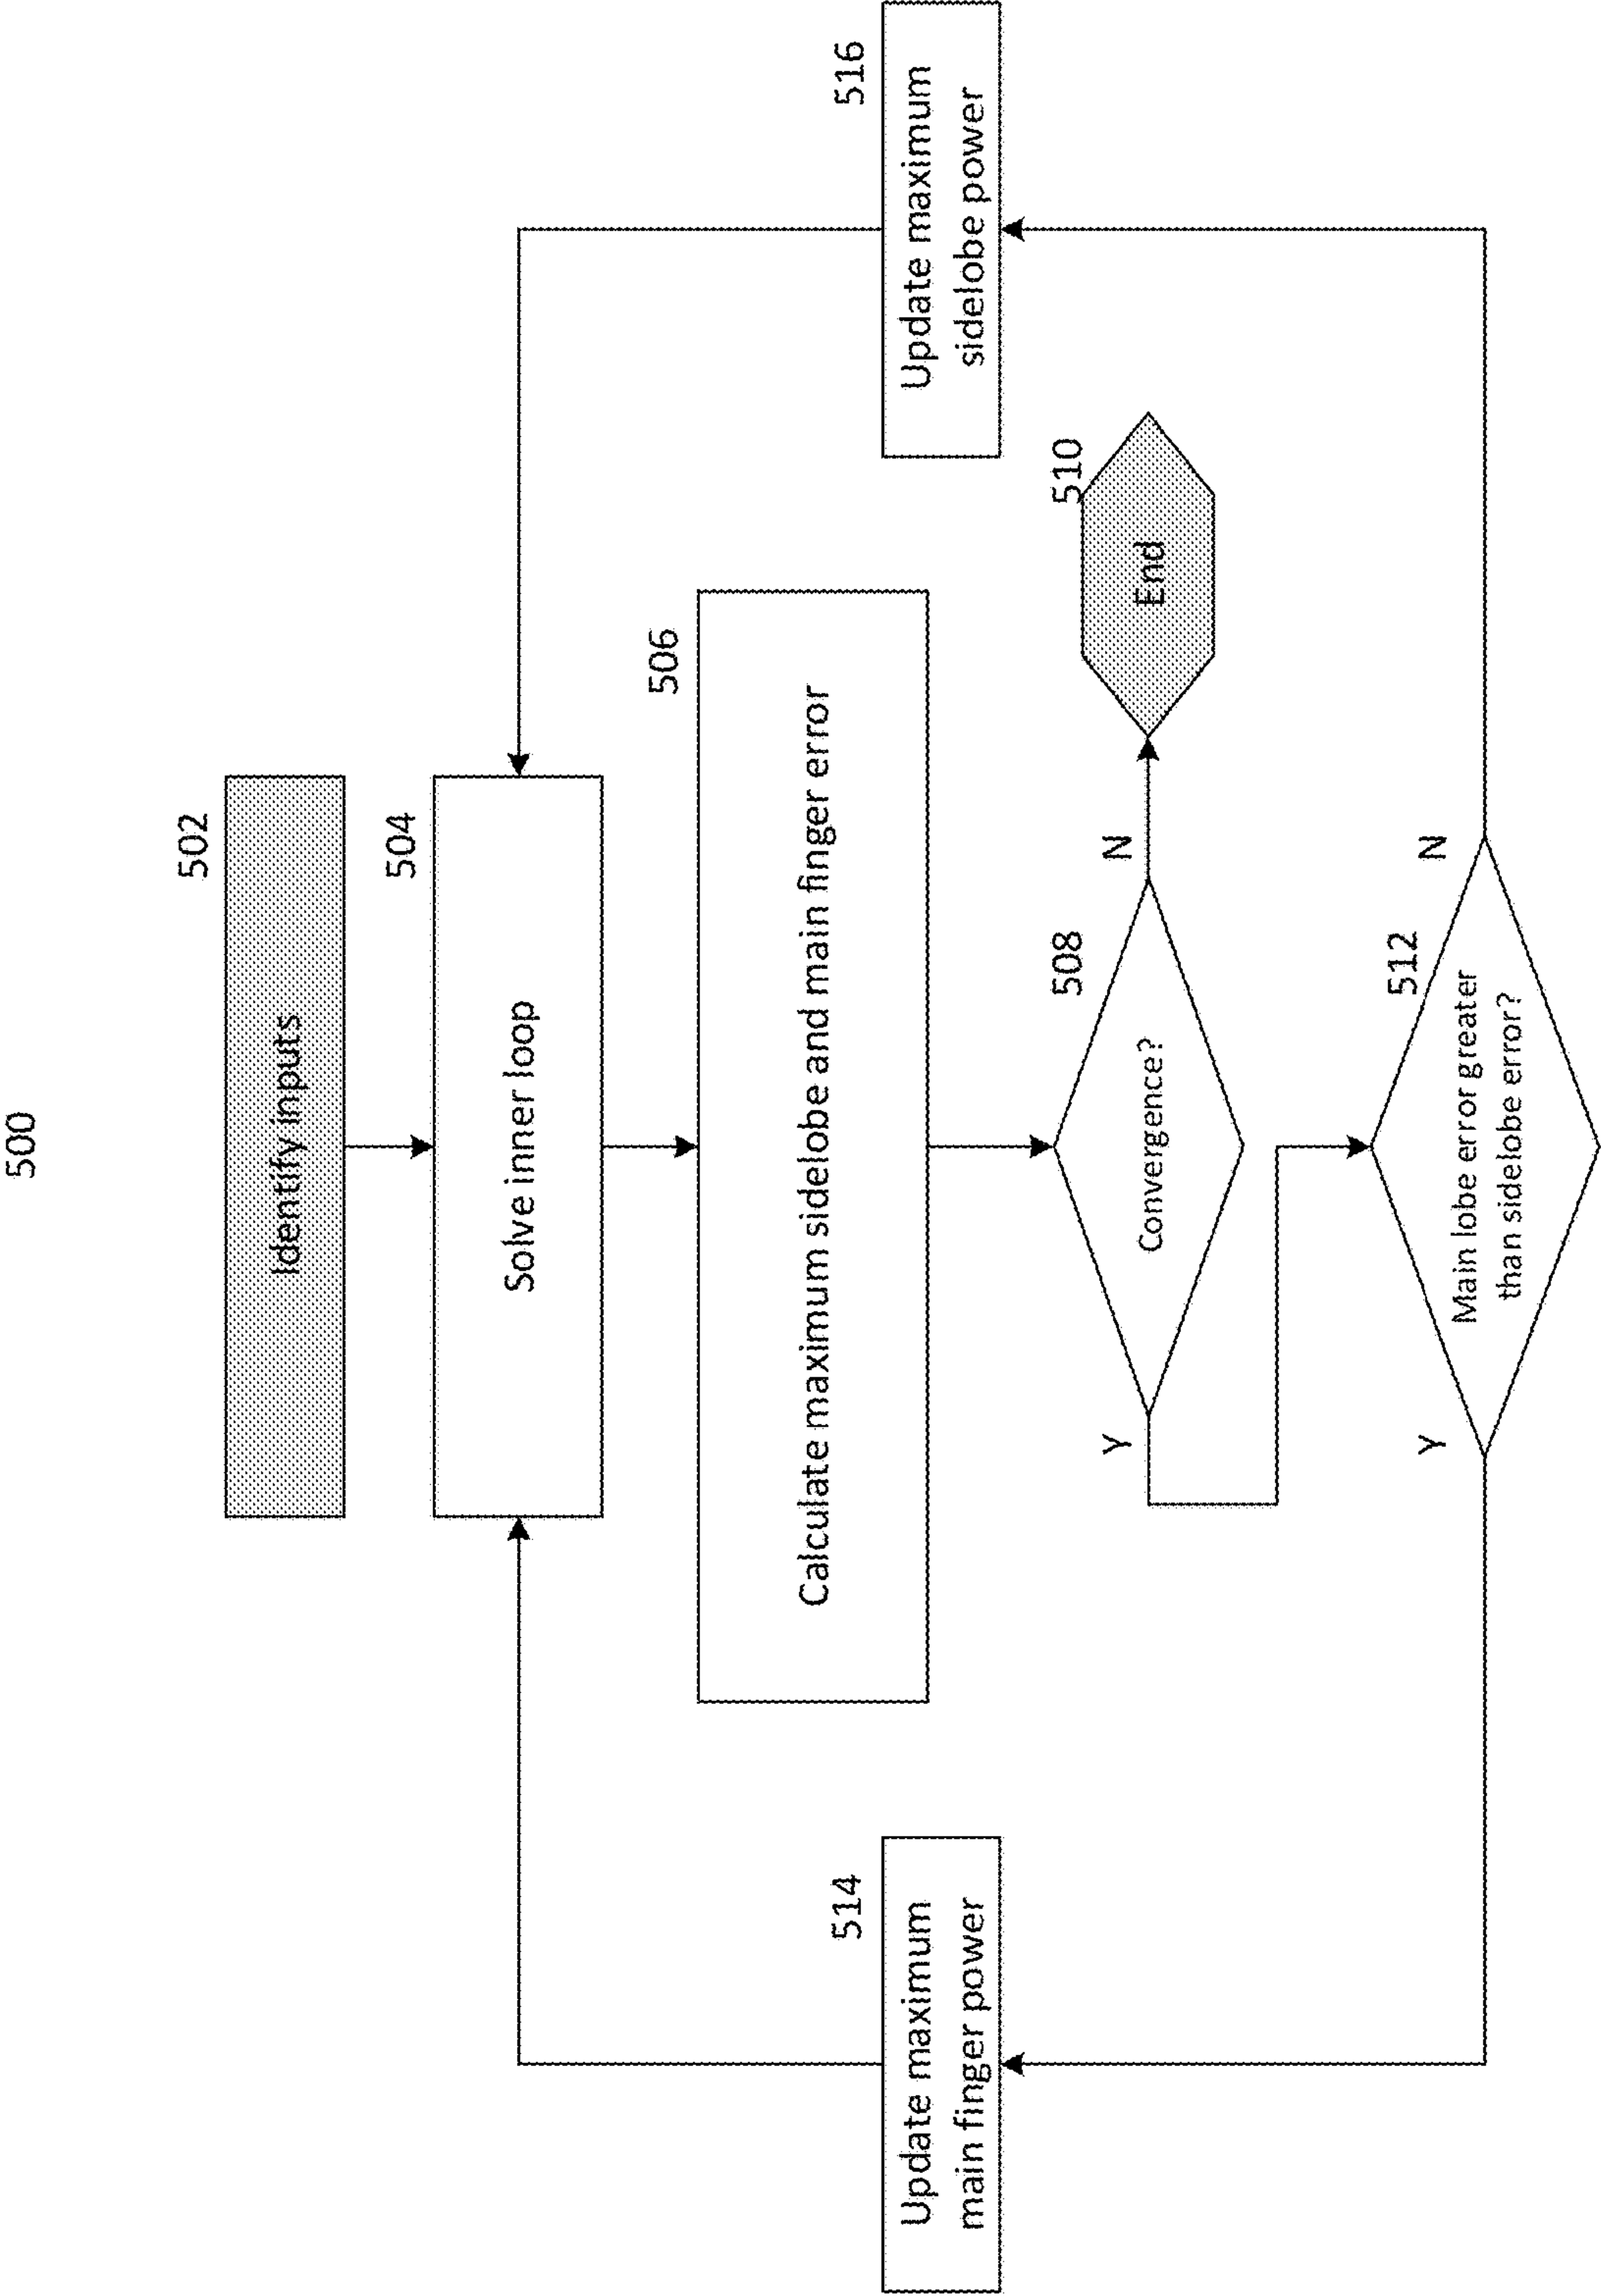 500
502
Identify inputs
504
Solve inner loop
506
Calculate maximum sidelobe and main finger error
514
Update maximum
main finger power
516
Update maximum
sidelobe power
508
Convergence?
Y
N
510
End
512
Main lobe error greater
than sidelobe error?
Y
N